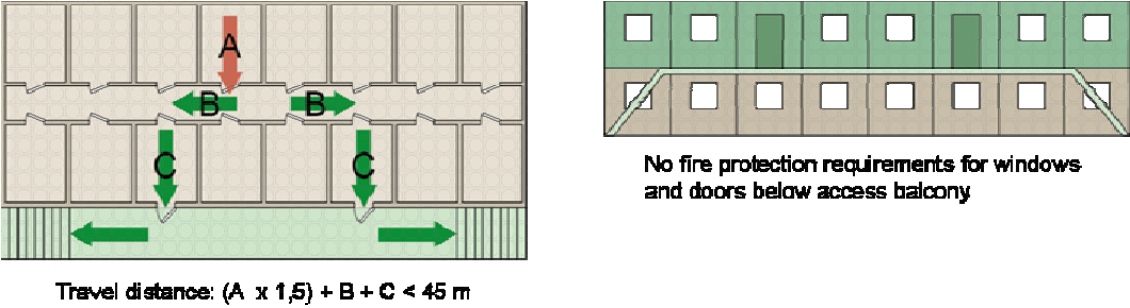 A
B B
C C
Travel distance: (A x 1,5) + B + C < 45 m
No fire protection requirements for windows
and doors below access balcony